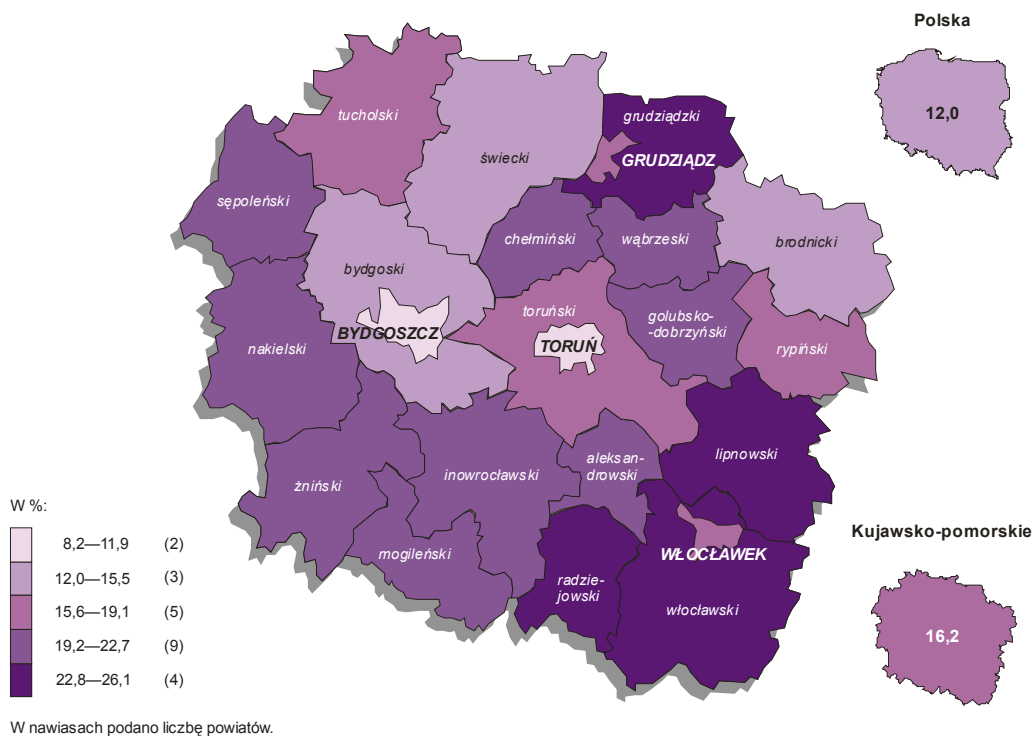 Polska
12,0
tucholski
grudziądzki
świecki
GRUDZIĄDZ
sępoleński
chełmiński
wąbrzeski
brodnicki
bydgoski
toruński
golubsko-
-dobrzyński
BYDGOSZCZ
TORUŃ
nakielski
rypiński
aleksan-
drowski
lipnowski
inowrocławski
żniński
mogileński
WŁOCŁAWEK
radzie-
jowski
włocławski
Kujawsko-pomorskie
16,2
W %:
8,2—11,9 (2)
12,0—15,5 (3)
15,6—19,1 (5)
19,2—22,7 (9)
22,8—26,1 (4)
W nawiasach podano liczbę powiatów.